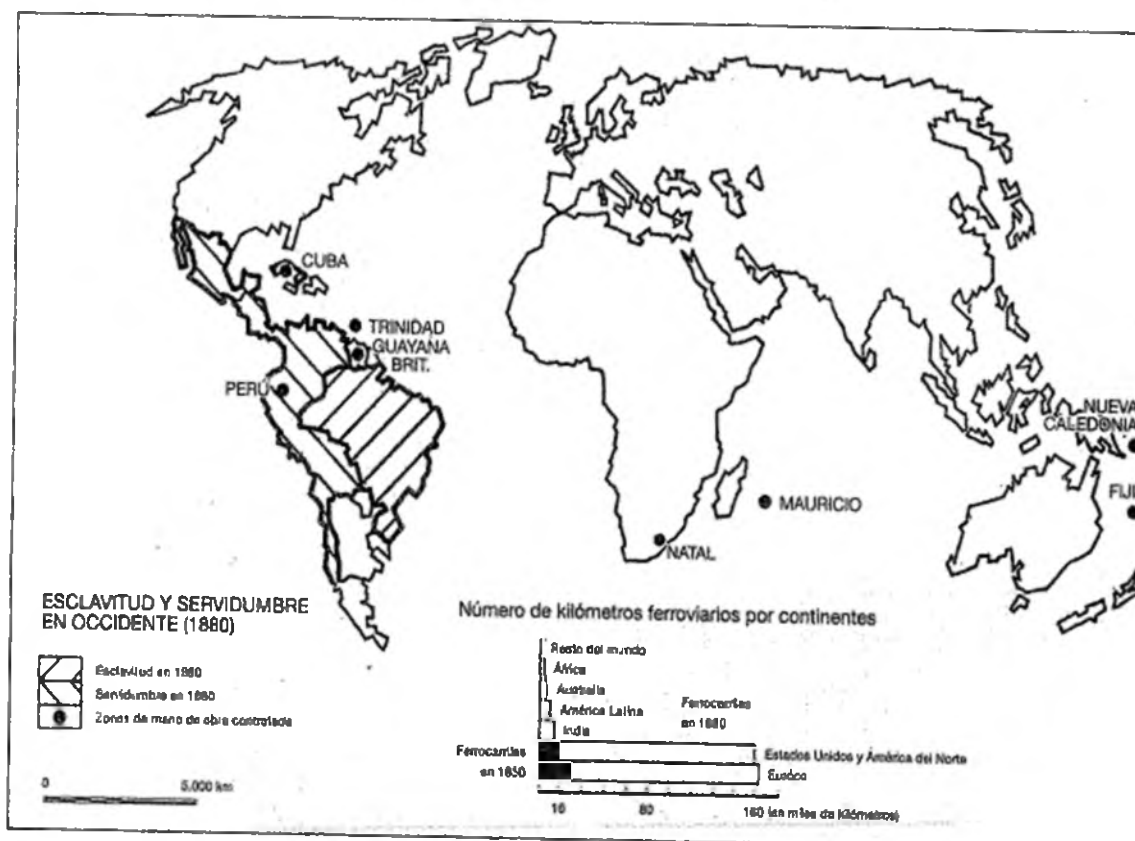 CUBA
TRINIDAD
GUAYANA
BRIT.
PERÚ
NUEVA
CALEDONIA
FIJI
MAURICIO
NATAL
ESCLAVITUD Y SERVIDUMBRE
EN OCCIDENTE (1880)
Esclavitud en 1880
Servidumbre en 1880
Zonas de mano de obra contratada
0 5,000 km
Número de kilómetros ferroviarios por continentes
Resto del mundo
África
Australia
América Latina
India
Ferrocarriles
en 1880
Ferrocarriles
en 1850
Estados Unidos y América del Norte
Europa
16 80 160 (en miles de kilómetros)